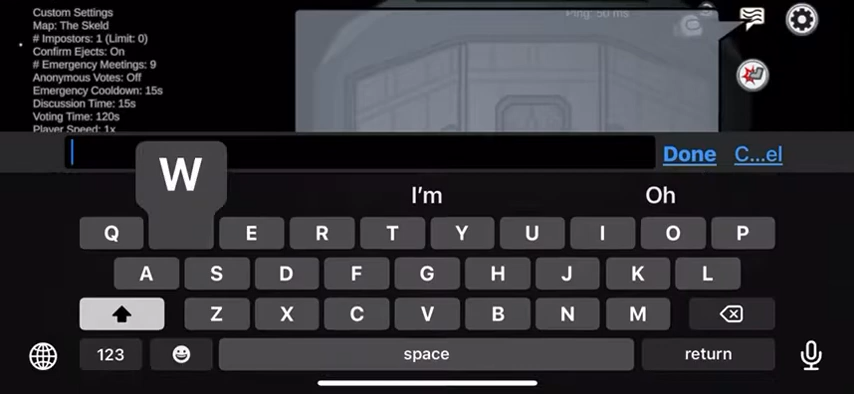 Custom Settings
Map: The Skeld
# Impostors: 1 (Limit: 0)
Confirm Ejects: On
# Emergency Meetings: 9
Anonymous Votes: Off
Emergency Cooldown: 15s
Discussion Time: 15s
Voting Time: 120s
Player Speed: 1x
Ping: 50 ms
Done C...el
W
I'm Oh
Q E R T Y U I O P
A S D F G H J K L
Z X C V B N M
123 space return